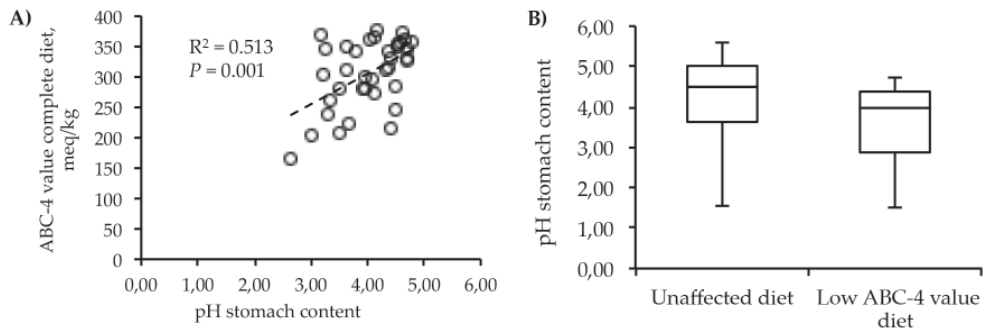 A)
ABC-4 value complete diet,
meq/kg
400
350
300
250
200
150
100
50
0
R² = 0.513
P = 0.001
0,00 1,00 2,00 3,00 4,00 5,00 6,00
pH stomach content
B)
pH stomach content
6,00
5,00
4,00
3,00
2,00
1,00
0,00
Unaffected diet Low ABC-4 value
diet